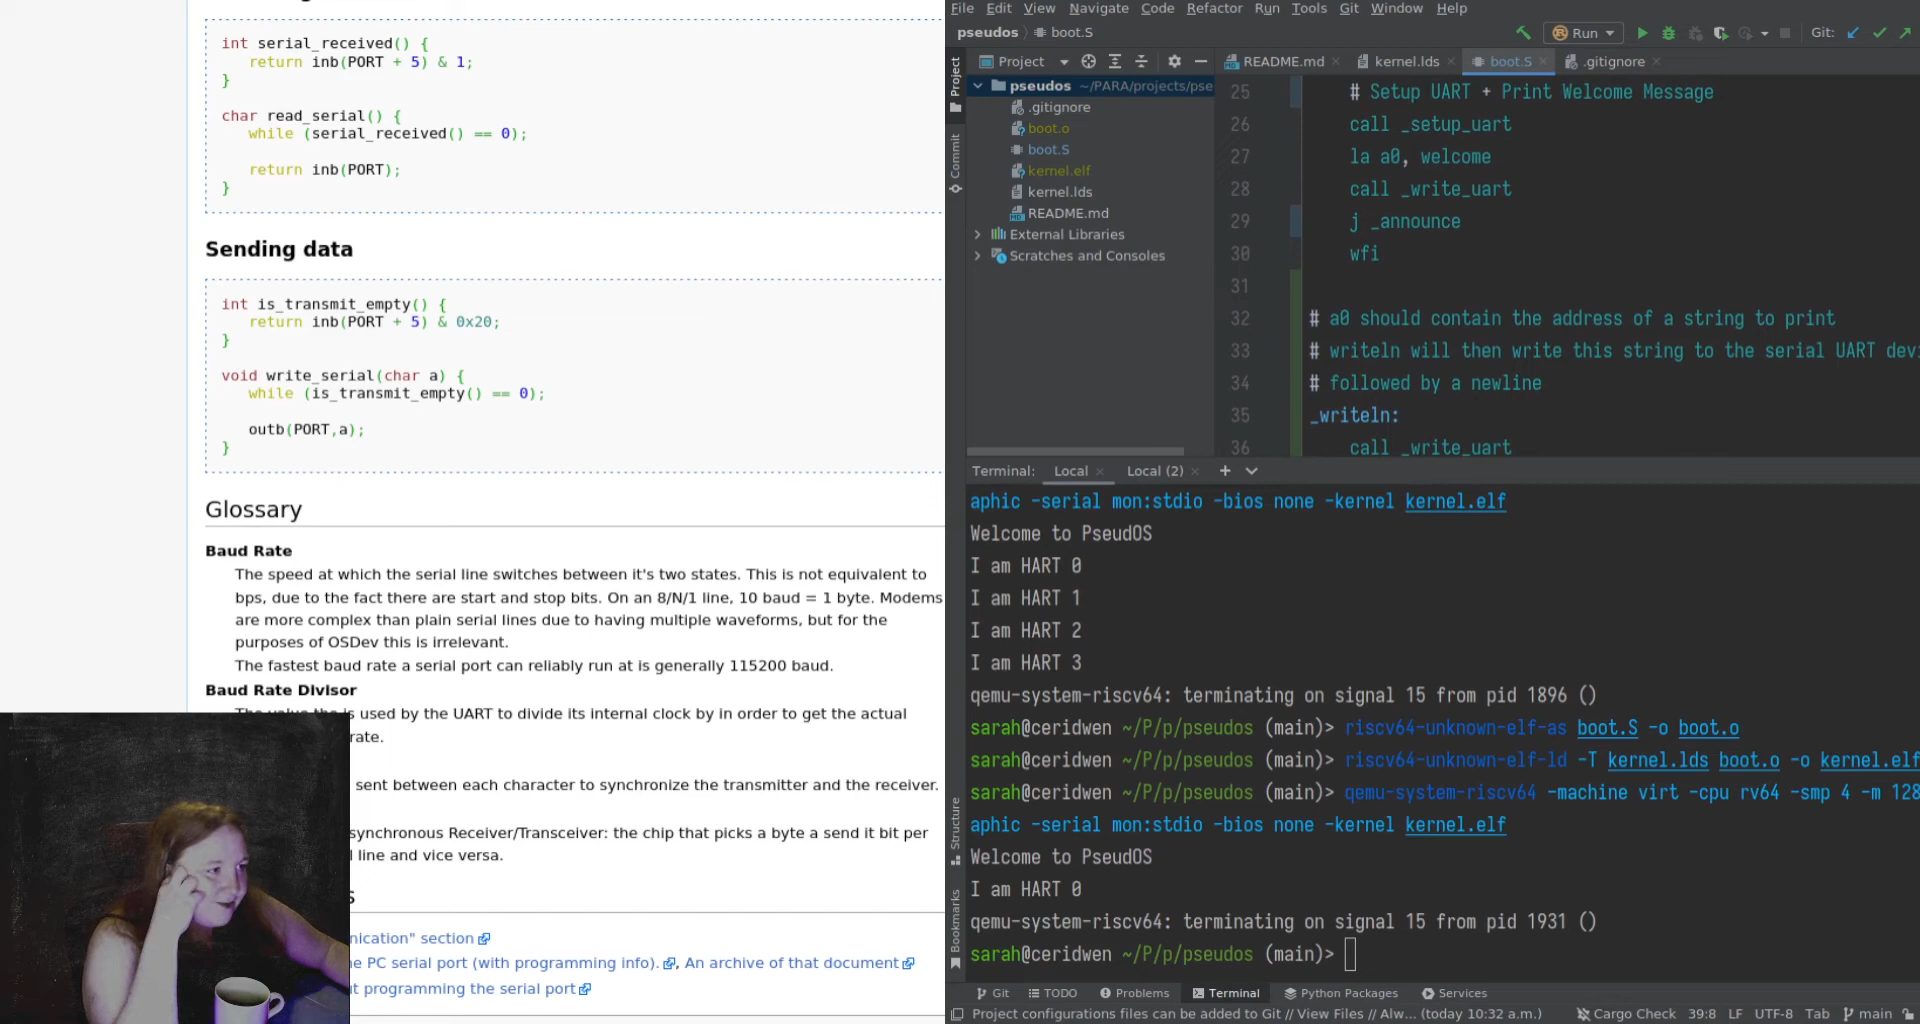 int serial_received() {
return inb(PORT + 5) & 1;
}
char read_serial() {
while (serial_received() == 0);
return inb(PORT);
}
Sending data
int is_transmit_empty() {
return inb(PORT + 5) & 0x20;
}
void write_serial(char a) {
while (is_transmit_empty() == 0);
outb(PORT,a);
}
Glossary
Baud Rate
The speed at which the serial line switches between it's two states. This is not equivalent to
bps, due to the fact there are start and stop bits. On an 8/N/1 line, 10 baud = 1 byte. Modems
are more complex than plain serial lines due to having multiple waveforms, but for the
purposes of OSDev this is irrelevant.
The fastest baud rate a serial port can reliably run at is generally 115200 baud.
Baud Rate Divisor
is used by the UART to divide its internal clock by in order to get the actual
rate.
sent between each character to synchronize the transmitter and the receiver.
synchronous Receiver/Transceiver: the chip that picks a byte a send it bit per
line and vice versa.
nication" section
PC serial port (with programming info). , An archive of that document
programming the serial port
File Edit View Navigate Code Refactor Run Tools Git Window Help
pseudos boot.S
Run Git:
Project
README.md kernel.lds boot.S .gitignore
pseudos ~/PARA/projects/pse
.gitignore
boot.o
boot.S
kernel.elf
kernel.lds
README.md
External Libraries
Scratches and Consoles
Project
Commit
25 # Setup UART + Print Welcome Message
26 call _setup_uart
27 la a0, welcome
28 call _write_uart
29 j _announce
30 wfi
31
32 # a0 should contain the address of a string to print
33 # writeln will then write this string to the serial UART dev
34 # followed by a newline
35 _writeln:
36 call _write_uart
Terminal: Local Local (2)
aphic -serial mon:stdio -bios none -kernel kernel.elf
Welcome to PseudOS
I am HART 0
I am HART 1
I am HART 2
I am HART 3
qemu-system-riscv64: terminating on signal 15 from pid 1896 ()
sarah@ceridwen ~/P/p/pseudos (main)> riscv64-unknown-elf-as boot.S -o boot.o
sarah@ceridwen ~/P/p/pseudos (main)> riscv64-unknown-elf-ld -T kernel.lds boot.o -o kernel.elf
sarah@ceridwen ~/P/p/pseudos (main)> qemu-system-riscv64 -machine virt -cpu rv64 -smp 4 -m 128
aphic -serial mon:stdio -bios none -kernel kernel.elf
Welcome to PseudOS
I am HART 0
qemu-system-riscv64: terminating on signal 15 from pid 1931 ()
sarah@ceridwen ~/P/p/pseudos (main)>
Structure
Bookmarks
Git TODO Problems Terminal Python Packages Services
Project configurations files can be added to Git // View Files // Alw... (today 10:32 a.m.) Cargo Check 39:8 LF UTF-8 Tab main